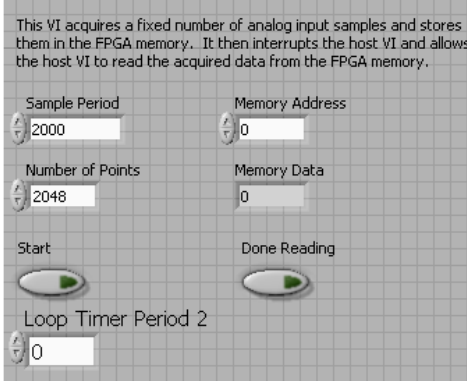 This VI acquires a fixed number of analog input samples and stores
them in the FPGA memory. It then interrupts the host VI and allows
the host VI to read the acquired data from the FPGA memory.
Sample Period
Memory Address
2000
0
Number of Points
Memory Data
2048
0
Start
Done Reading
Loop Timer Period 2
0